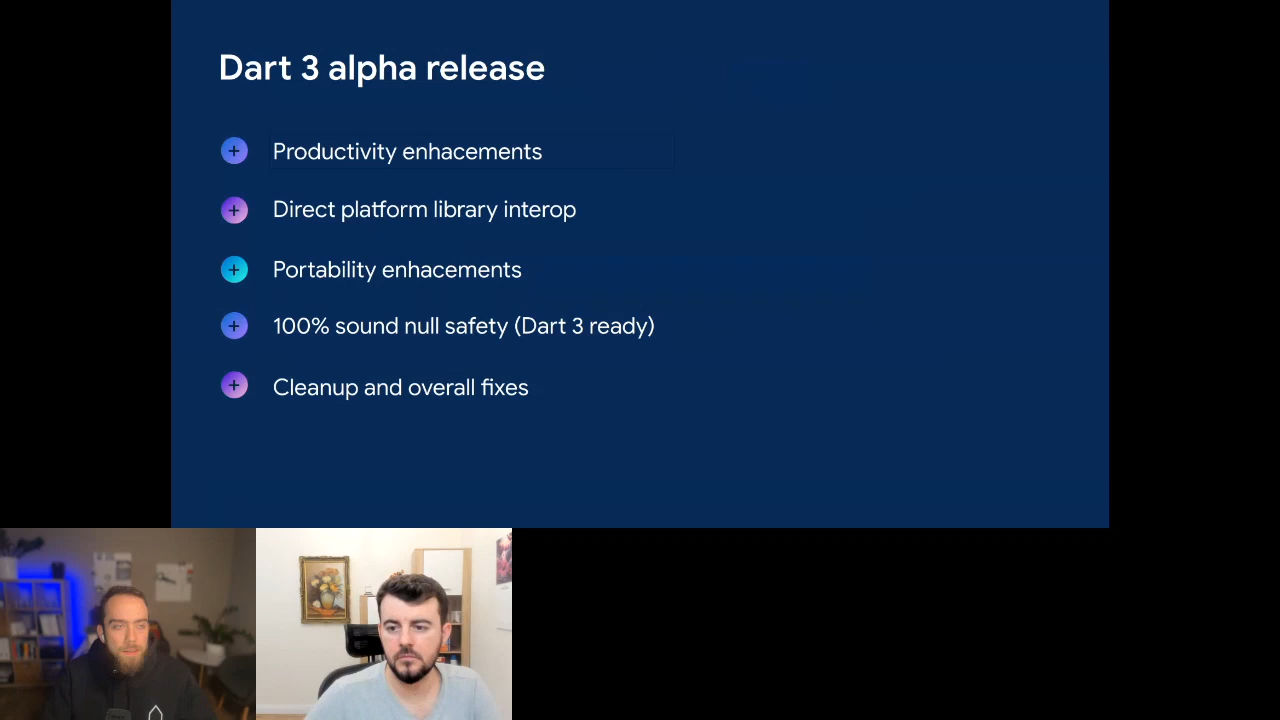 Dart 3 alpha release
Productivity enhacements
Direct platform library interop
Portability enhacements
100% sound null safety (Dart 3 ready)
Cleanup and overall fixes